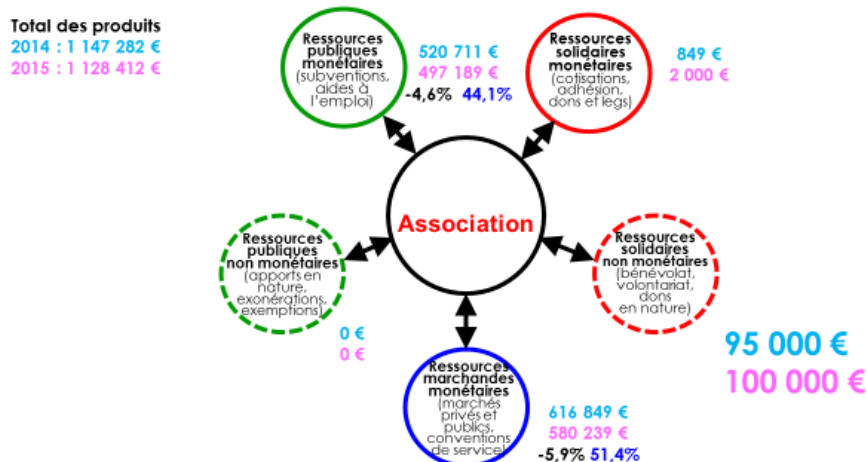 Total des produits
2014 : 1 147 282 €
2015 : 1 128 412 €
Ressources
publiques
monétaires
(subventions,
aides à
l'emploi)
520 711 €
497 189 €
-4,6% 44,1%
Ressources
solidaires
monétaires
(cotisations,
adhésion,
dons et legs)
849 €
2 000 €
Association
Ressources
publiques
non monétaires
(apports en
nature,
exonérations,
exemptions)
0 €
0 €
Ressources
solidaires
non monétaires
(bénévolat,
volontariat,
dons
en nature)
95 000 €
100 000 €
Ressources
marchandes
monétaires
(marchés
privés et
publics,
conventions
de service)
616 849 €
580 239 €
-5,9% 51,4%